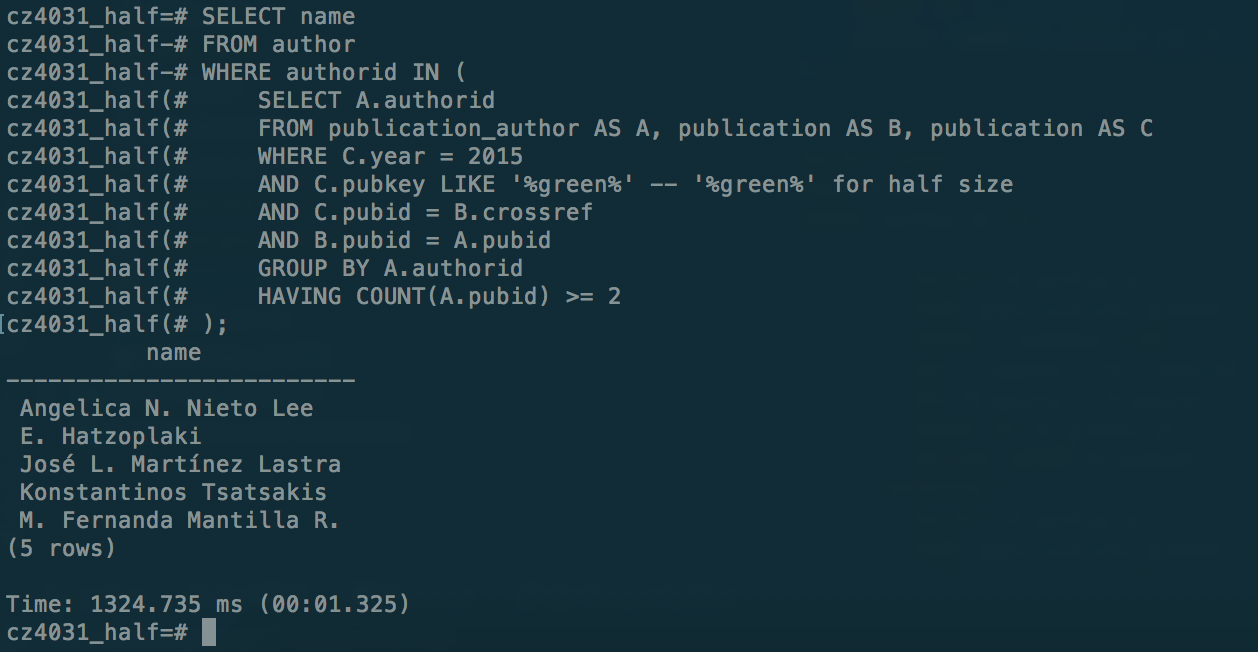 cz4031_half=# SELECT name
cz4031_half-# FROM author
cz4031_half-# WHERE authorid IN (
cz4031_half(#     SELECT A.authorid
cz4031_half(#     FROM publication_author AS A, publication AS B, publication AS C
cz4031_half(#     WHERE C.year = 2015
cz4031_half(#     AND C.pubkey LIKE '%green%' -- '%green%' for half size
cz4031_half(#     AND C.pubid = B.crossref
cz4031_half(#     AND B.pubid = A.pubid
cz4031_half(#     GROUP BY A.authorid
cz4031_half(#     HAVING COUNT(A.pubid) >= 2
cz4031_half(# );
          name
-------------------------
 Angelica N. Nieto Lee
 E. Hatzoplaki
 José L. Martínez Lastra
 Konstantinos Tsatsakis
 M. Fernanda Mantilla R.
(5 rows)

Time: 1324.735 ms (00:01.325)
cz4031_half=#